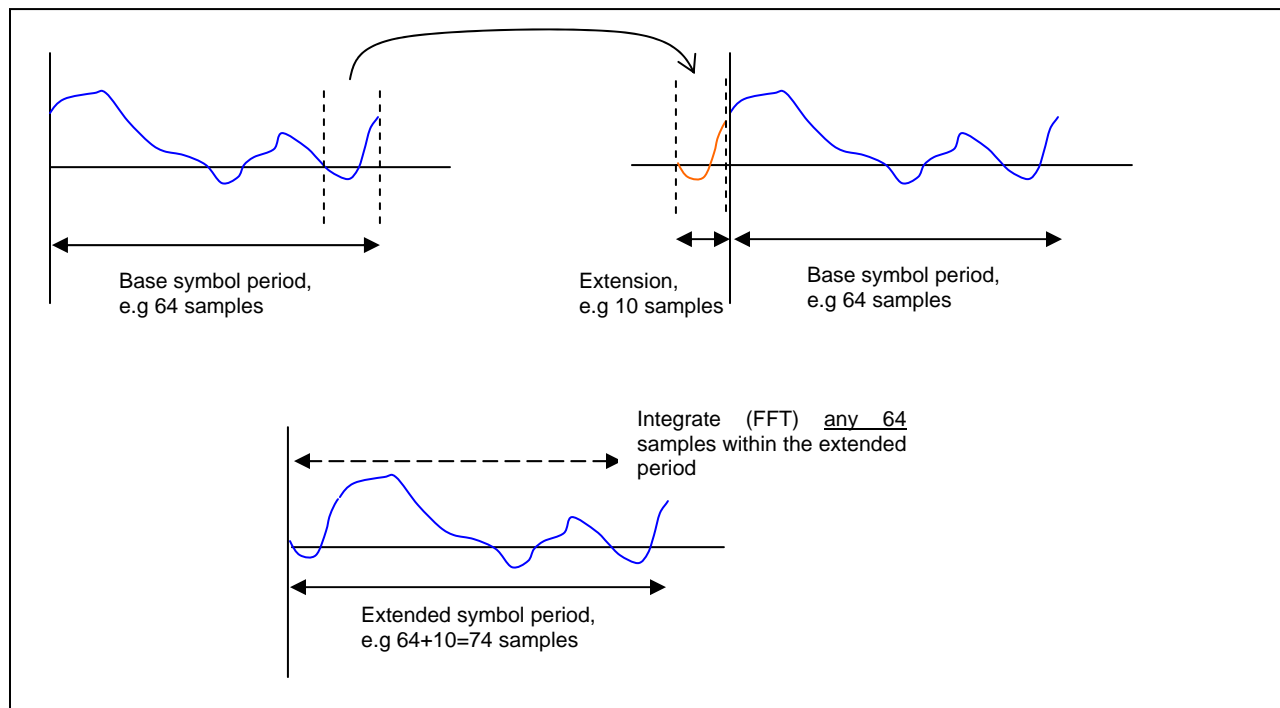 Base symbol period,
e.g 64 samples
Extension,
e.g 10 samples
Base symbol period,
e.g 64 samples
Integrate (FFT) any 64
samples within the extended
period
Extended symbol period,
e.g 64+10=74 samples